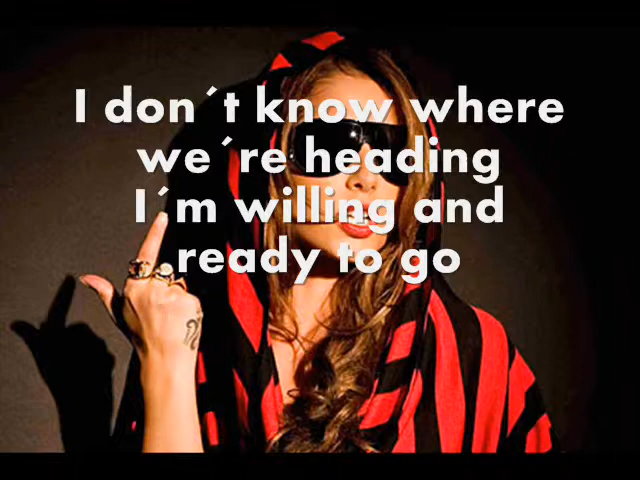 I don´t know where
we´re heading
I´m willing and
ready to go